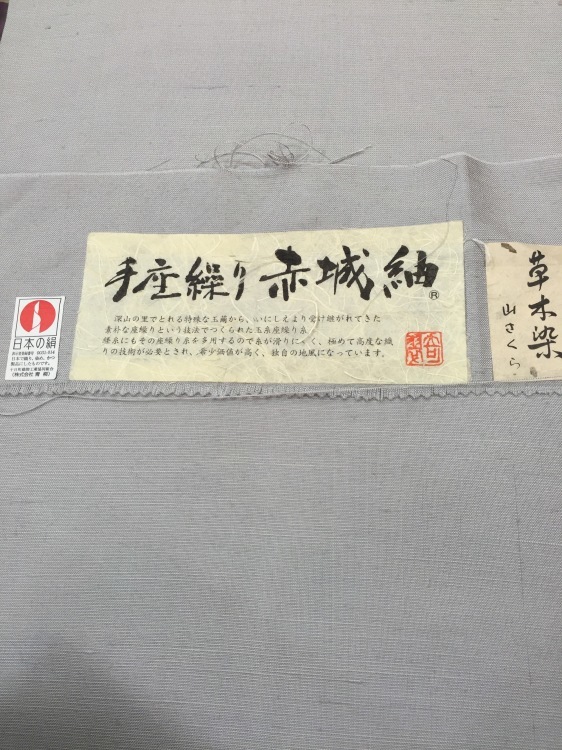 手座繰り 赤城紬®
深山の里でとれる特殊な玉繭から、いにしえより受け継がれてきた
素朴な座繰りという技法でつくられた玉糸座繰り糸
緯糸にもその座繰り糸を多用するので糸が滑りにくく、極めて高度な織
りの技術が必要とされ、希少価値が高く、独自の地風になっています。
日本の絹
草木染
山さくら